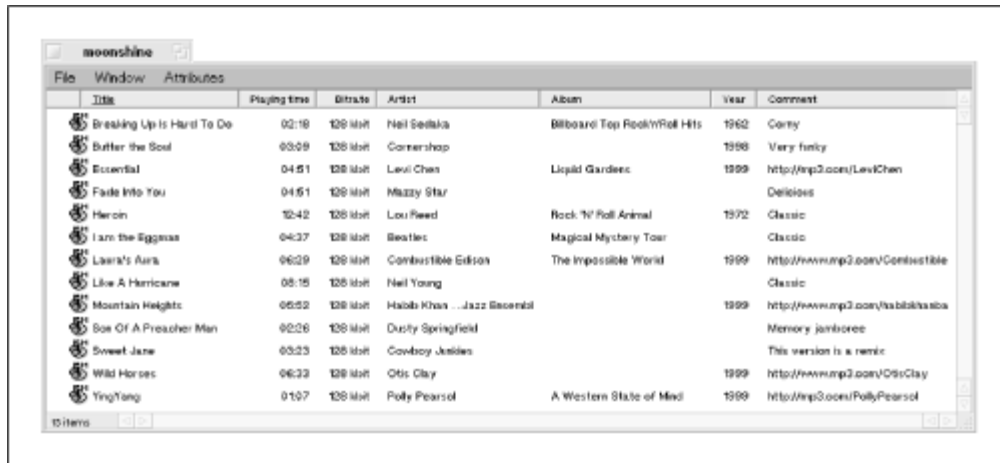 moonshine
File Window Attributes
Title Playing time Bitrate Artist Album Year Comment
Breaking Up Is Hard To Do 02:18 128 kbit Neil Sedaka Billboard Top Rock'n'Roll Hits 1962 Corny
Butter the Soul 03:09 128 kbit Cornershop 1998 Very funky
Essential 04:51 128 kbit Levi Chen Liquid Gardens 1999 http://mp3.com/LeviChen
Fade Into You 04:51 128 kbit Mazzy Star Delicious
Heroin 12:42 128 kbit Lou Reed Rock 'N' Roll Animal 1972 Classic
I am the Eggman 04:37 128 kbit Beatles Magical Mystery Tour Classic
Laura's Aura 06:29 128 kbit Combustible Edison The Impossible World 1999 http://www.mp3.com/Combustible
Like A Hurricane 08:15 128 kbit Neil Young Classic
Mountain Heights 05:52 128 kbit Habib Khan ...Jazz Ensembl 1999 http://www.mp3.com/habibkhanba
Son Of A Preacher Man 02:26 128 kbit Dusty Springfield Memory jamboree
Sweet Jane 03:23 128 kbit Cowboy Junkies This version is a remix
Wild Horses 06:33 128 kbit Otis Clay 1999 http://www.mp3.com/OtisClay
YingYang 01:07 128 kbit Polly Pearsol A Western State of Mind 1999 http://mp3.com/PollyPearsol
13 items